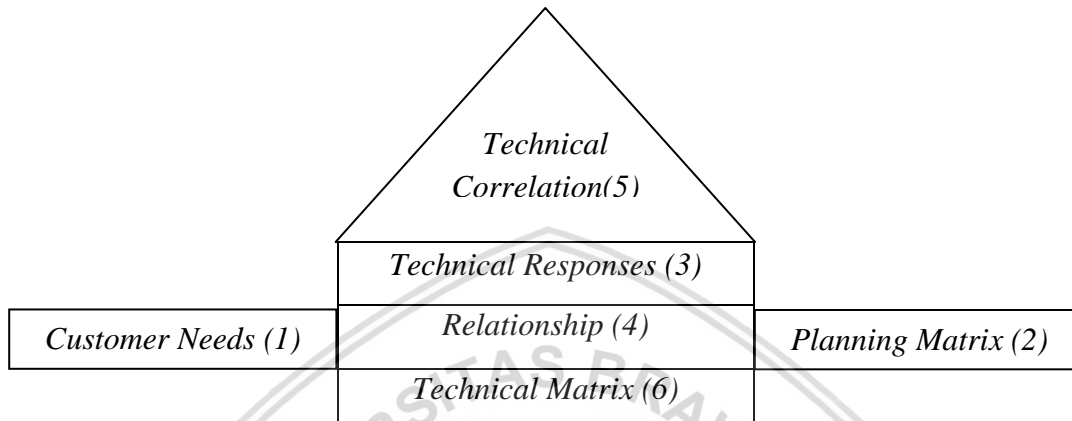 Technical
Correlation(5)
Technical Responses (3)
Customer Needs (1)
Relationship (4)
Planning Matrix (2)
Technical Matrix (6)